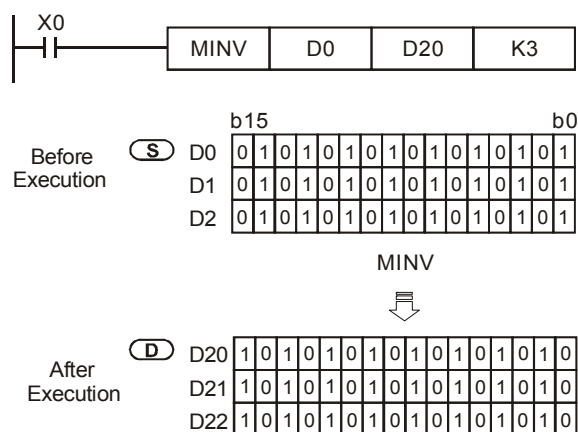 X0
MINV D0 D20 K3
b15 b0
Before Execution
S D0 0 1 0 1 0 1 0 1 0 1 0 1 0 1 0 1
D1 0 1 0 1 0 1 0 1 0 1 0 1 0 1 0 1
D2 0 1 0 1 0 1 0 1 0 1 0 1 0 1 0 1
MINV
After Execution
D D20 1 0 1 0 1 0 1 0 1 0 1 0 1 0 1 0
D21 1 0 1 0 1 0 1 0 1 0 1 0 1 0 1 0
D22 1 0 1 0 1 0 1 0 1 0 1 0 1 0 1 0